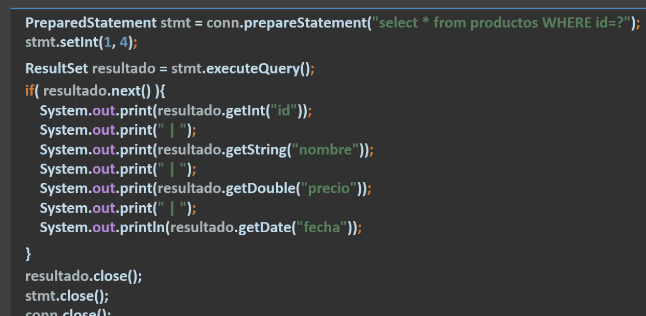 PreparedStatement stmt = conn.prepareStatement("select * from productos WHERE id=?");
stmt.setInt(1, 4);
ResultSet resultado = stmt.executeQuery();
if( resultado.next() ){
System.out.print(resultado.getInt("id"));
System.out.print(" | ");
System.out.print(resultado.getString("nombre"));
System.out.print(" | ");
System.out.print(resultado.getDouble("precio"));
System.out.print(" | ");
System.out.println(resultado.getDate("fecha"));
}
resultado.close();
stmt.close();
conn.close();